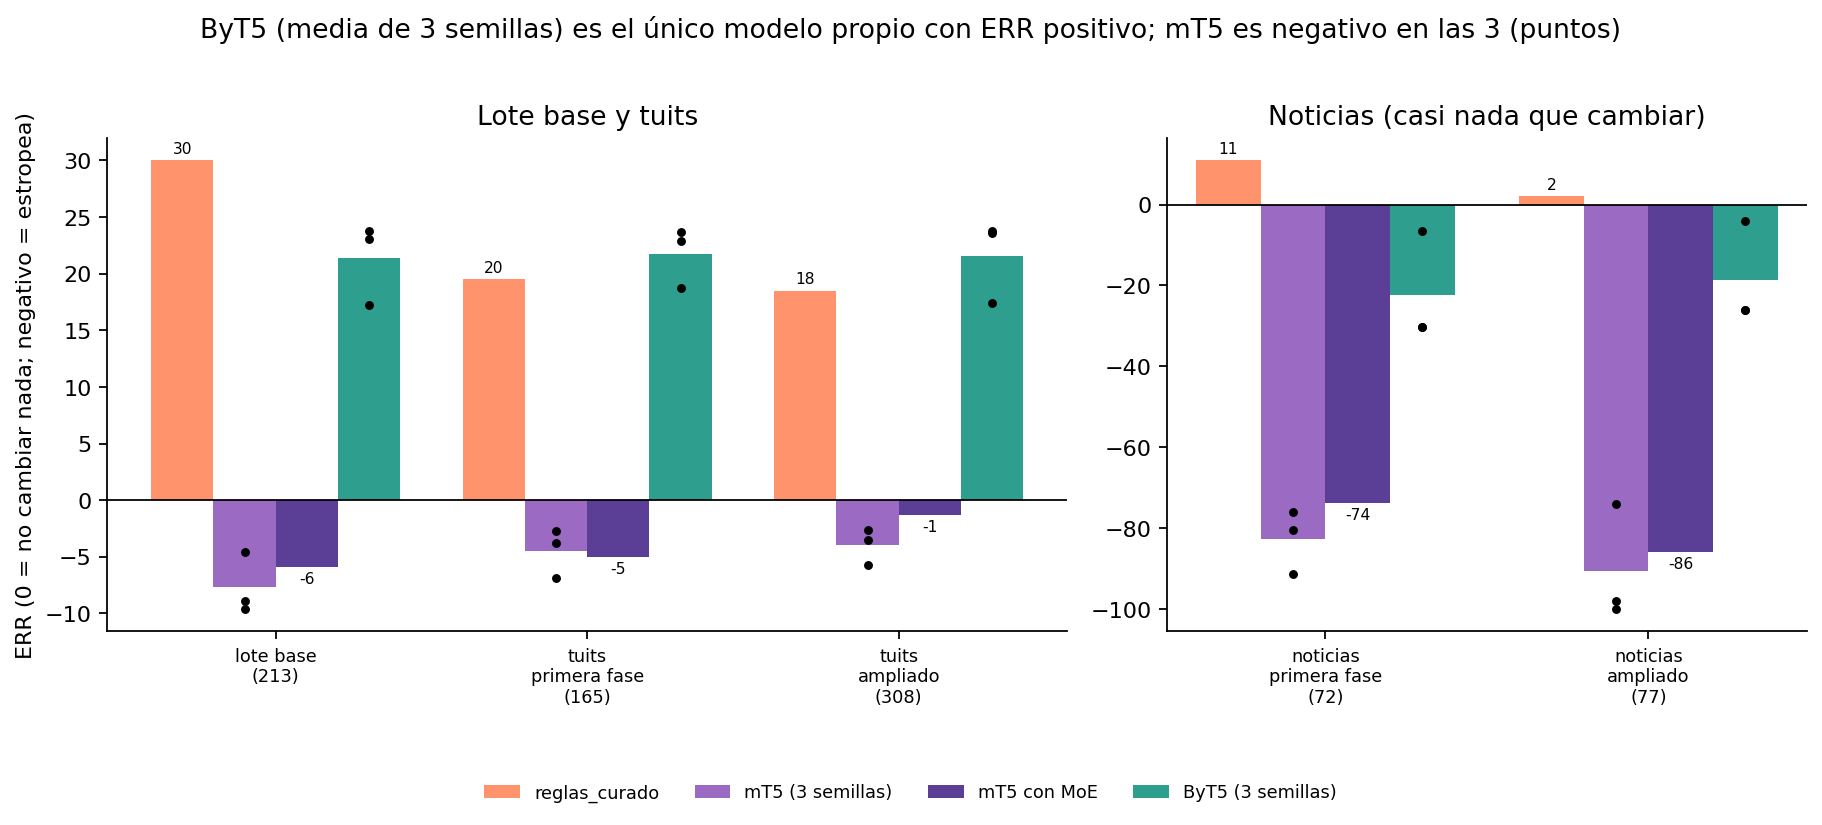 ByT5 (media de 3 semillas) es el único modelo propio con ERR positivo; mT5 es negativo en las 3 (puntos)
Lote base y tuits
ERR (0 = no cambiar nada; negativo = estropea)
30
25
20
15
10
5
0
−5
−10
30
-6
20
-5
18
-1
lote base
(213)
tuits
primera fase
(165)
tuits
ampliado
(308)
Noticias (casi nada que cambiar)
0
−20
−40
−60
−80
−100
11
-74
2
-86
noticias
primera fase
(72)
noticias
ampliado
(77)
reglas_curado
mT5 (3 semillas)
mT5 con MoE
ByT5 (3 semillas)